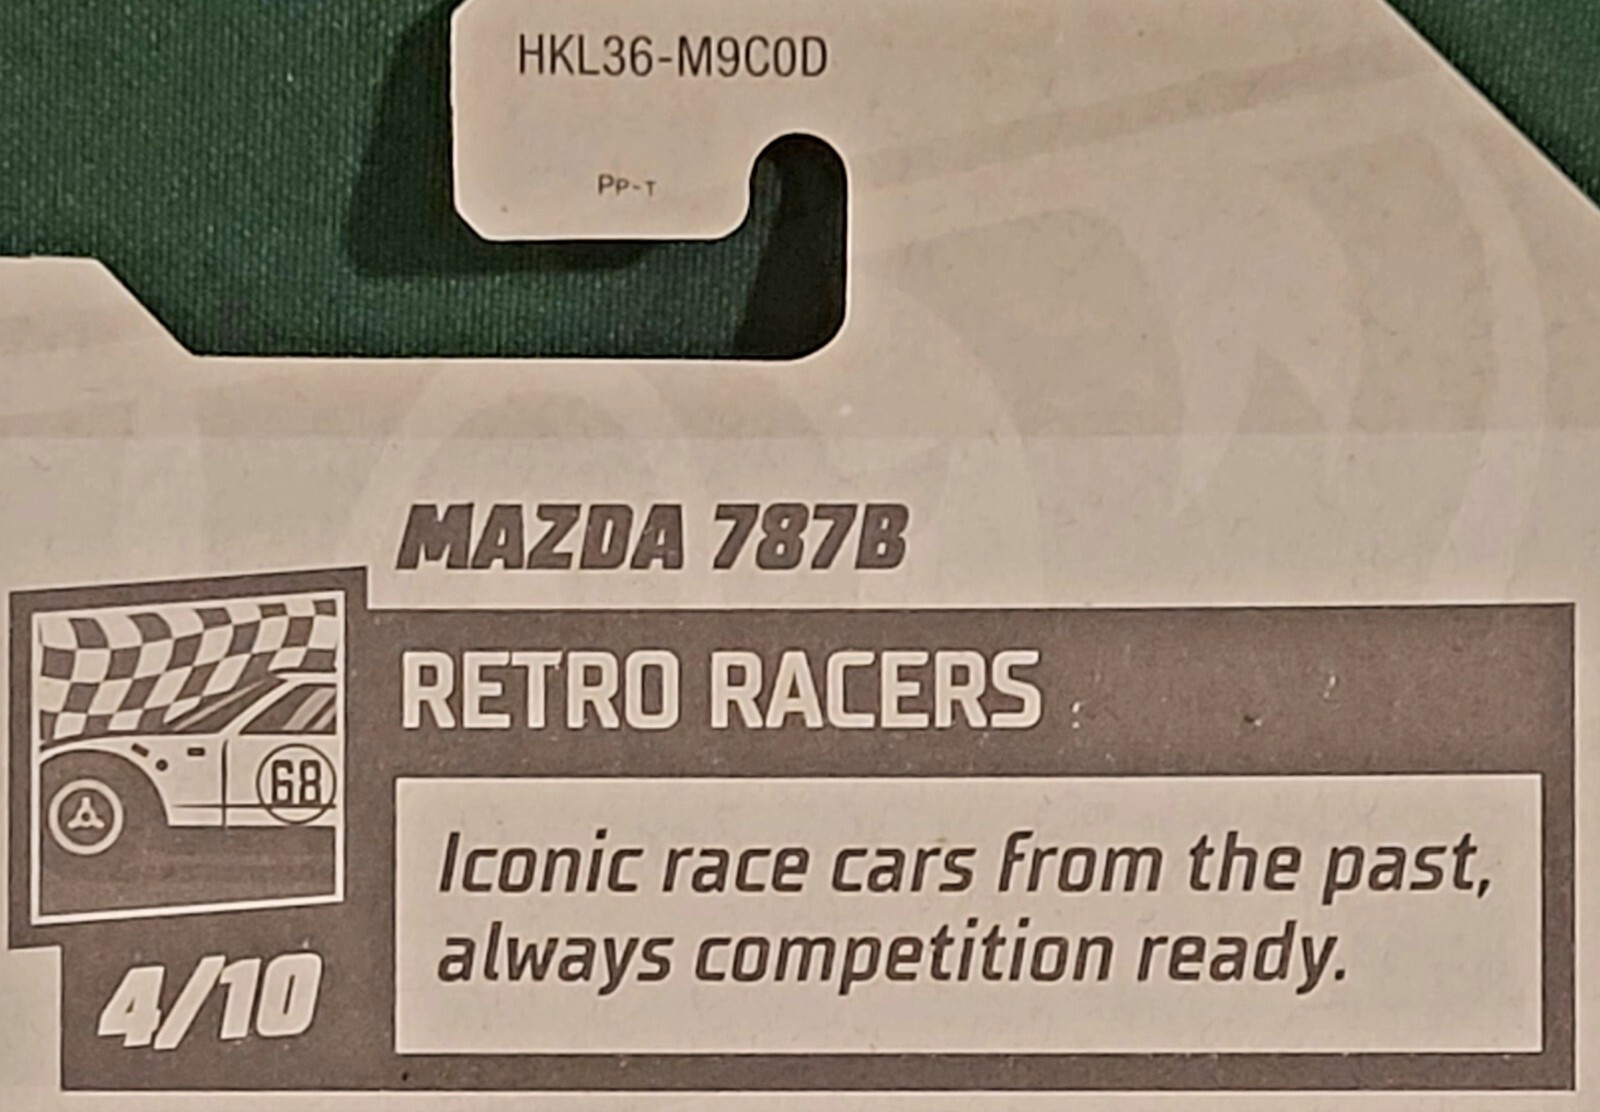 HKL36-M9C0D
PP-T
MAZDA 787B
RETRO RACERS
68
Iconic race cars from the past,
always competition ready.
4/10